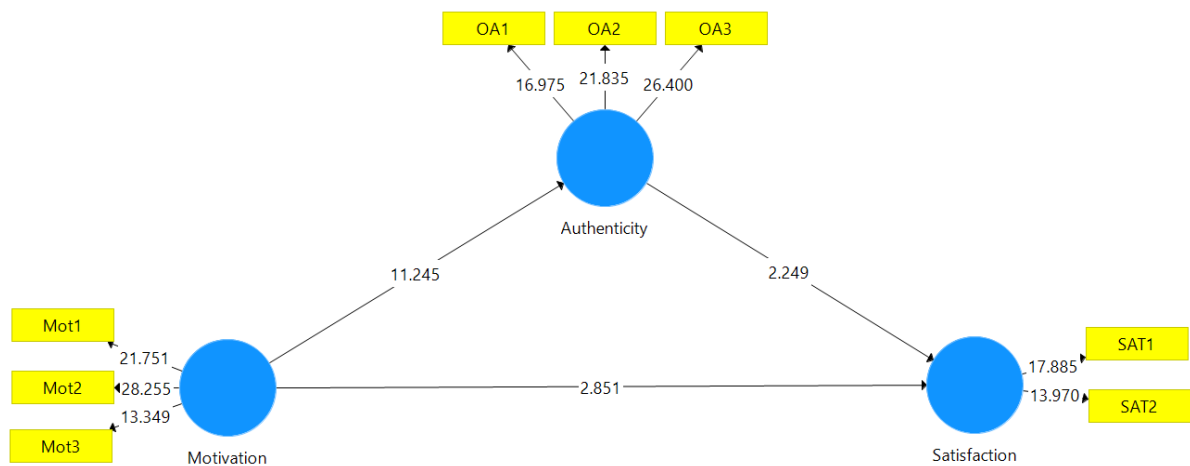 OA1 OA2 OA3
16.975 21.835 26.400
Authenticity
11.245 2.249
Mot1
21.751
Mot2 28.255
13.349
Mot3
Motivation
2.851
SAT1
17.885
13.970
SAT2
Satisfaction